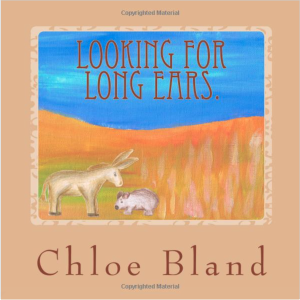 Copyrighted Material
LOOKING FOR
LONG EARS.
Chloe Bland
Copyrighted Material